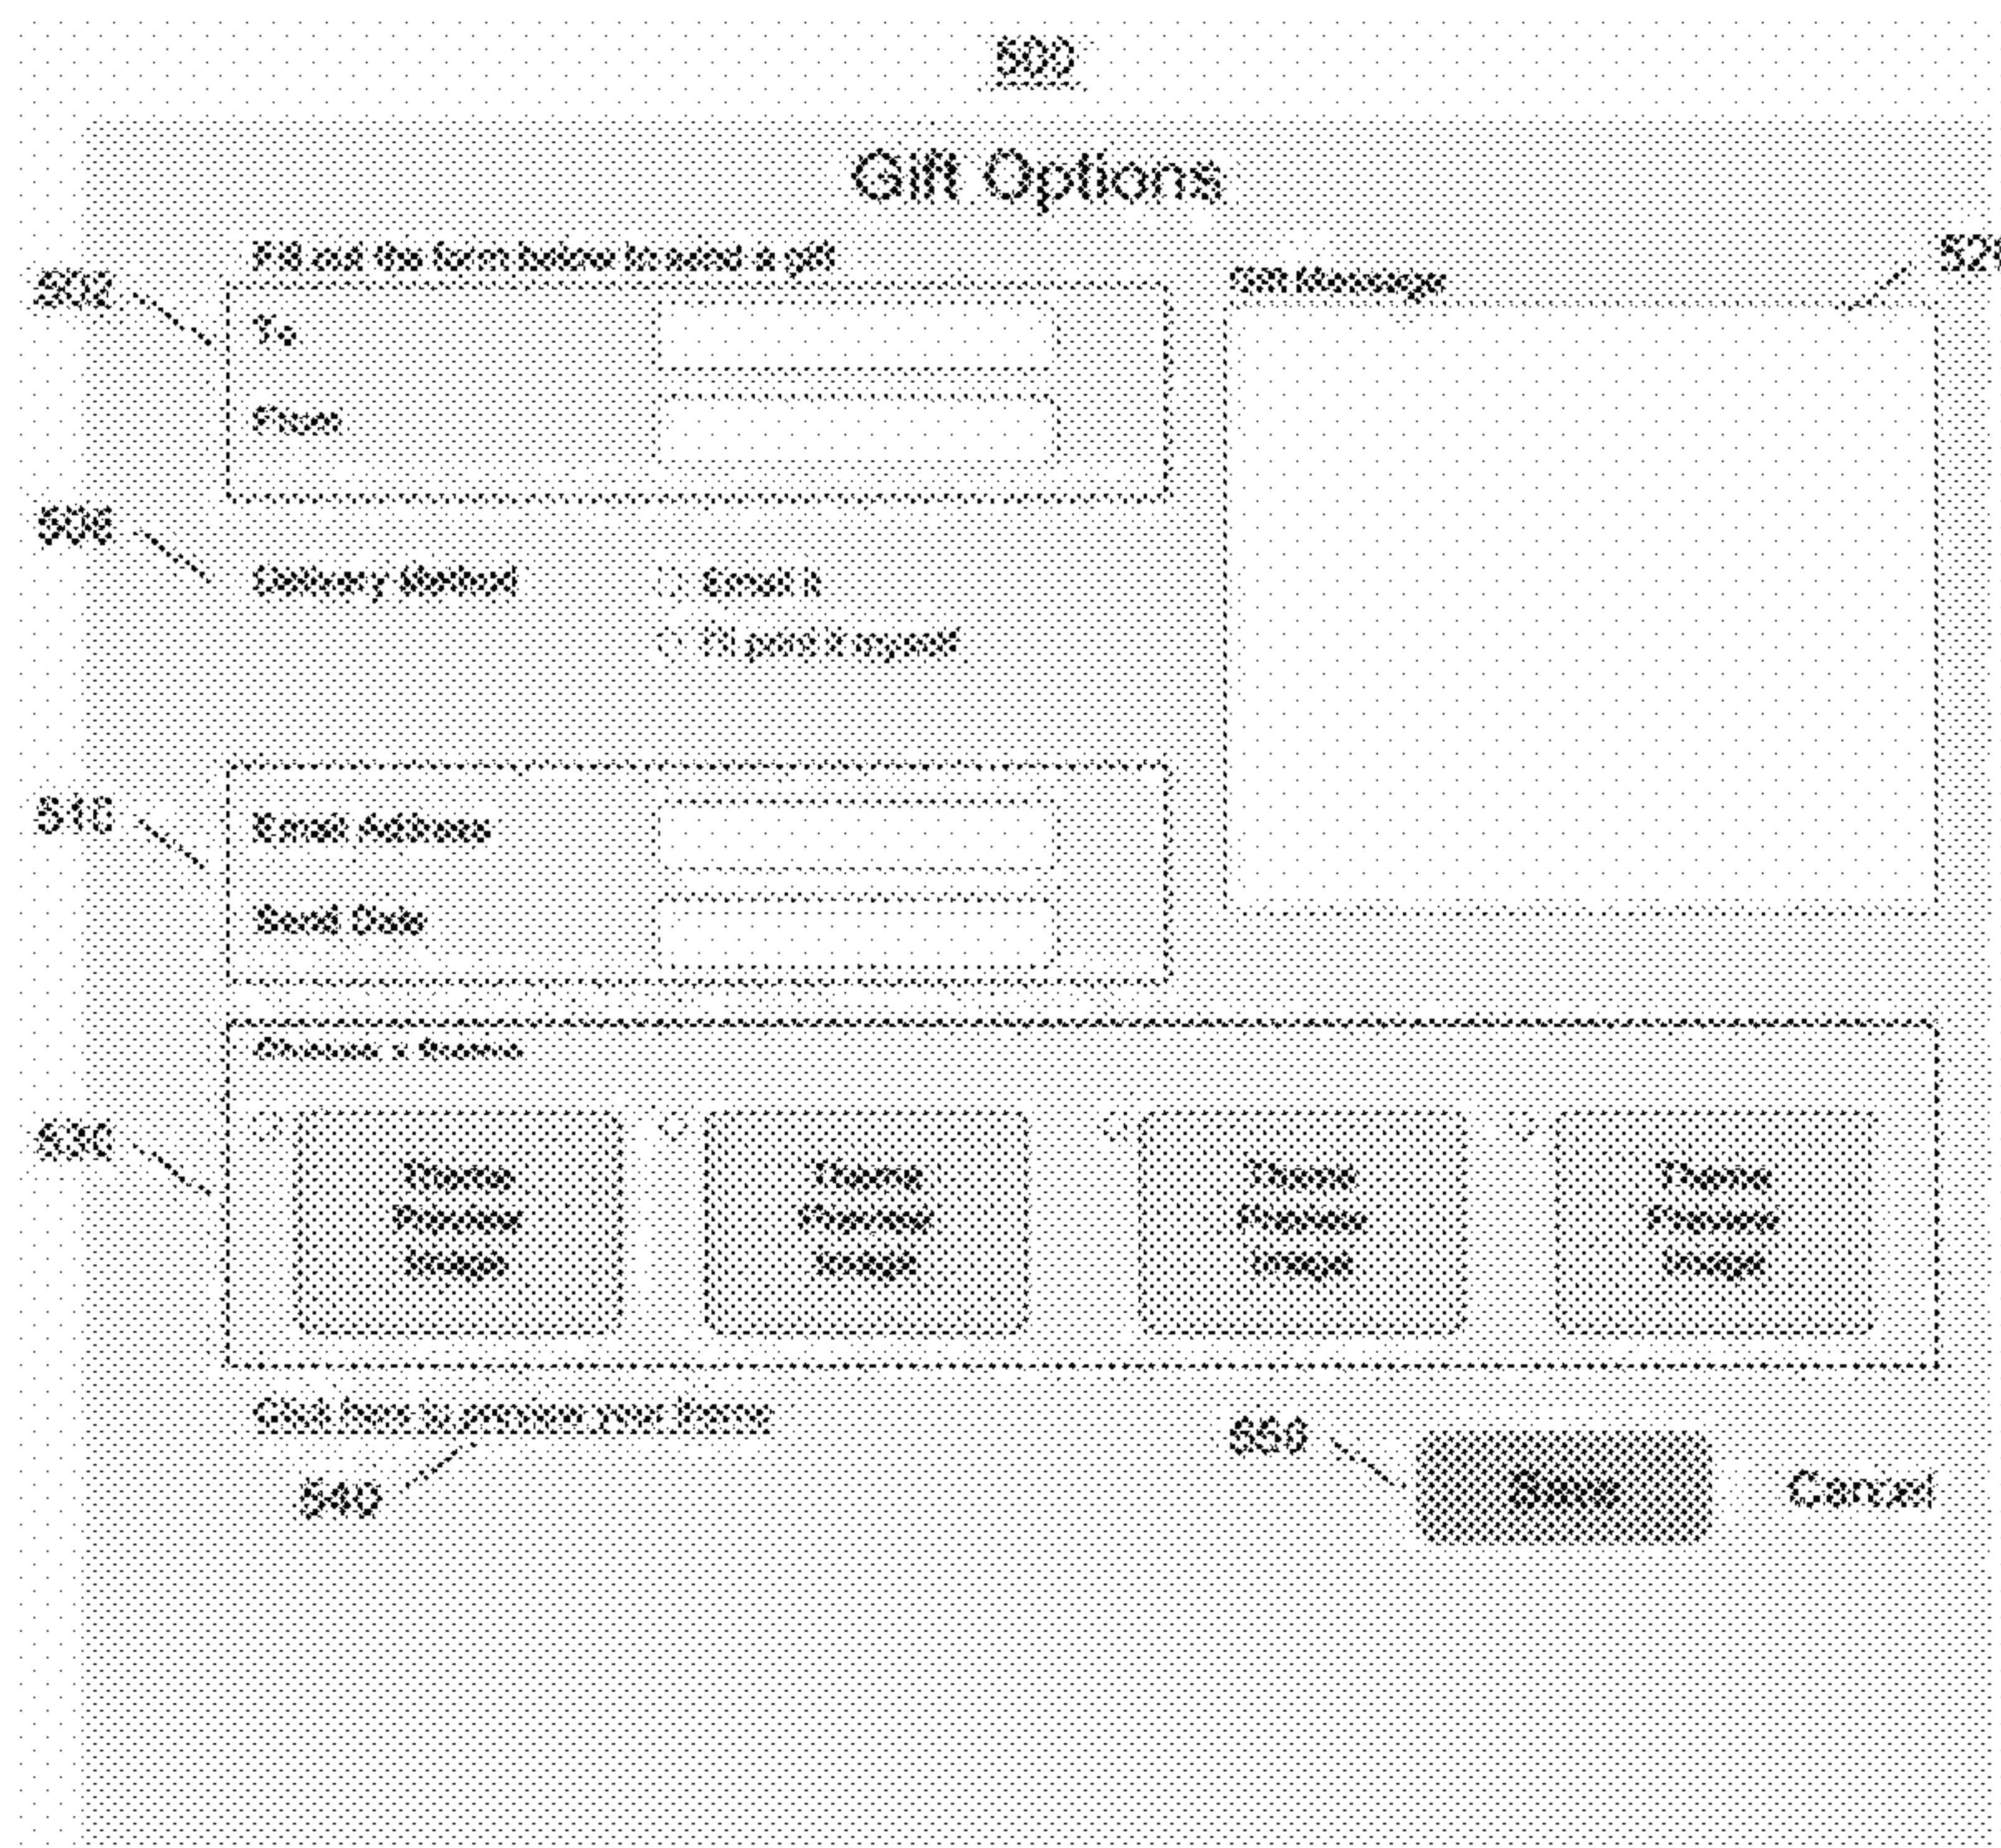 500
Gift Options
Fill out the form below to send a gift
502
To
From
Gift Message
506
Delivery Method
Email it
I'll print it myself
Email Address
Send Date
Choose a theme
530
Theme Preview Image
Theme Preview Image
Theme Preview Image
Theme Preview Image
Click here to preview your theme
540
550
Save
Cancel